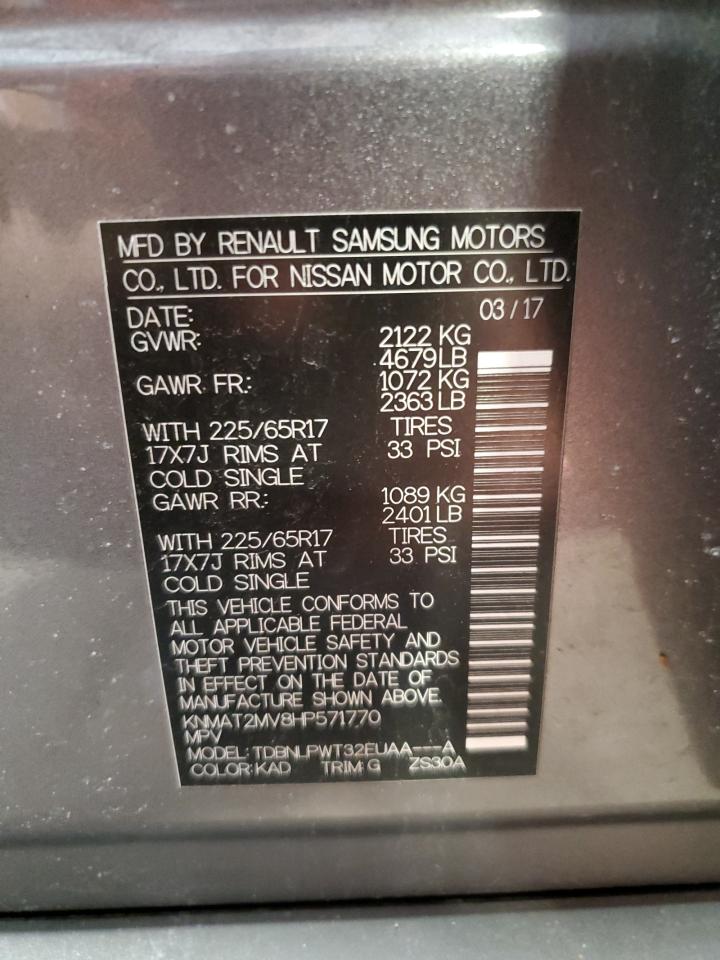 MFD BY RENAULT SAMSUNG MOTORS
CO., LTD. FOR NISSAN MOTOR CO., LTD.
DATE: 03 / 17
GVWR: 2122 KG
4679 LB
GAWR FR.: 1072 KG
2363 LB
WITH 225/65R17 TIRES
17X7J RIMS AT 33 PSI
COLD SINGLE
GAWR RR.: 1089 KG
2401 LB
WITH 225/65R17 TIRES
17X7J RIMS AT 33 PSI
COLD SINGLE
THIS VEHICLE CONFORMS TO
ALL APPLICABLE FEDERAL
MOTOR VEHICLE SAFETY AND
THEFT PREVENTION STANDARDS
IN EFFECT ON THE DATE OF
MANUFACTURE SHOWN ABOVE.
KNMAT2MV8HP571770
MPV
MODEL: TDBNLPWT32EUAA---A
COLOR: KAD TRIM: G ZS30A